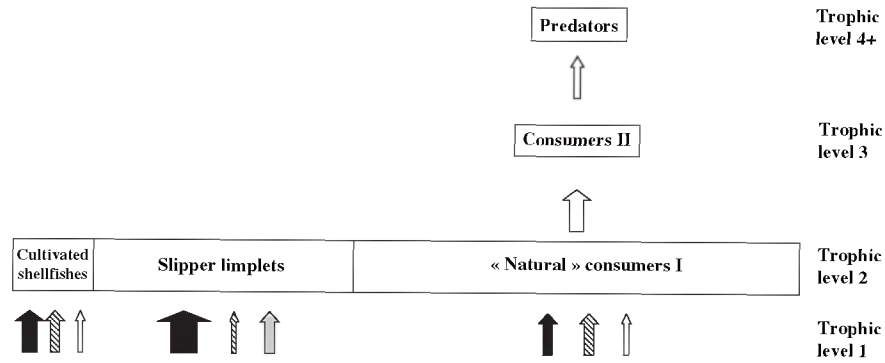 Predators
Trophic
level 4+
Consumers II
Trophic
level 3
Cultivated
shellfishes
Slipper limplets
« Natural » consumers I
Trophic
level 2
Trophic
level 1